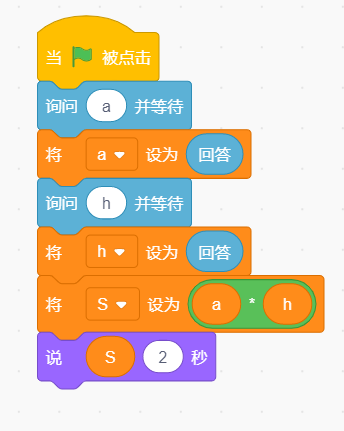 当 被点击
询问 a 并等待
将 a 设为 回答
询问 h 并等待
将 h 设为 回答
将 S 设为 a * h
说 S 2 秒